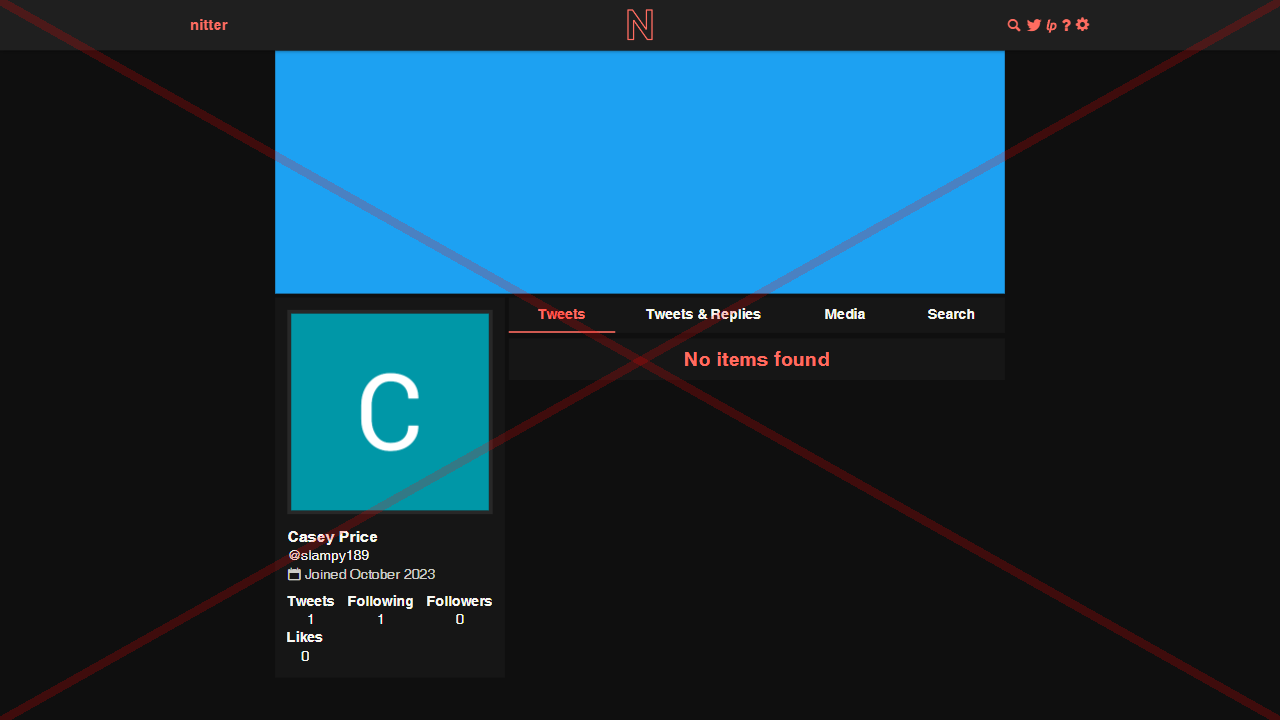 nitter
N
lp ?
Tweets Tweets & Replies Media Search
No items found
C
Casey Price
@slampy189
Joined October 2023
Tweets Following Followers
1 1 0
Likes
0